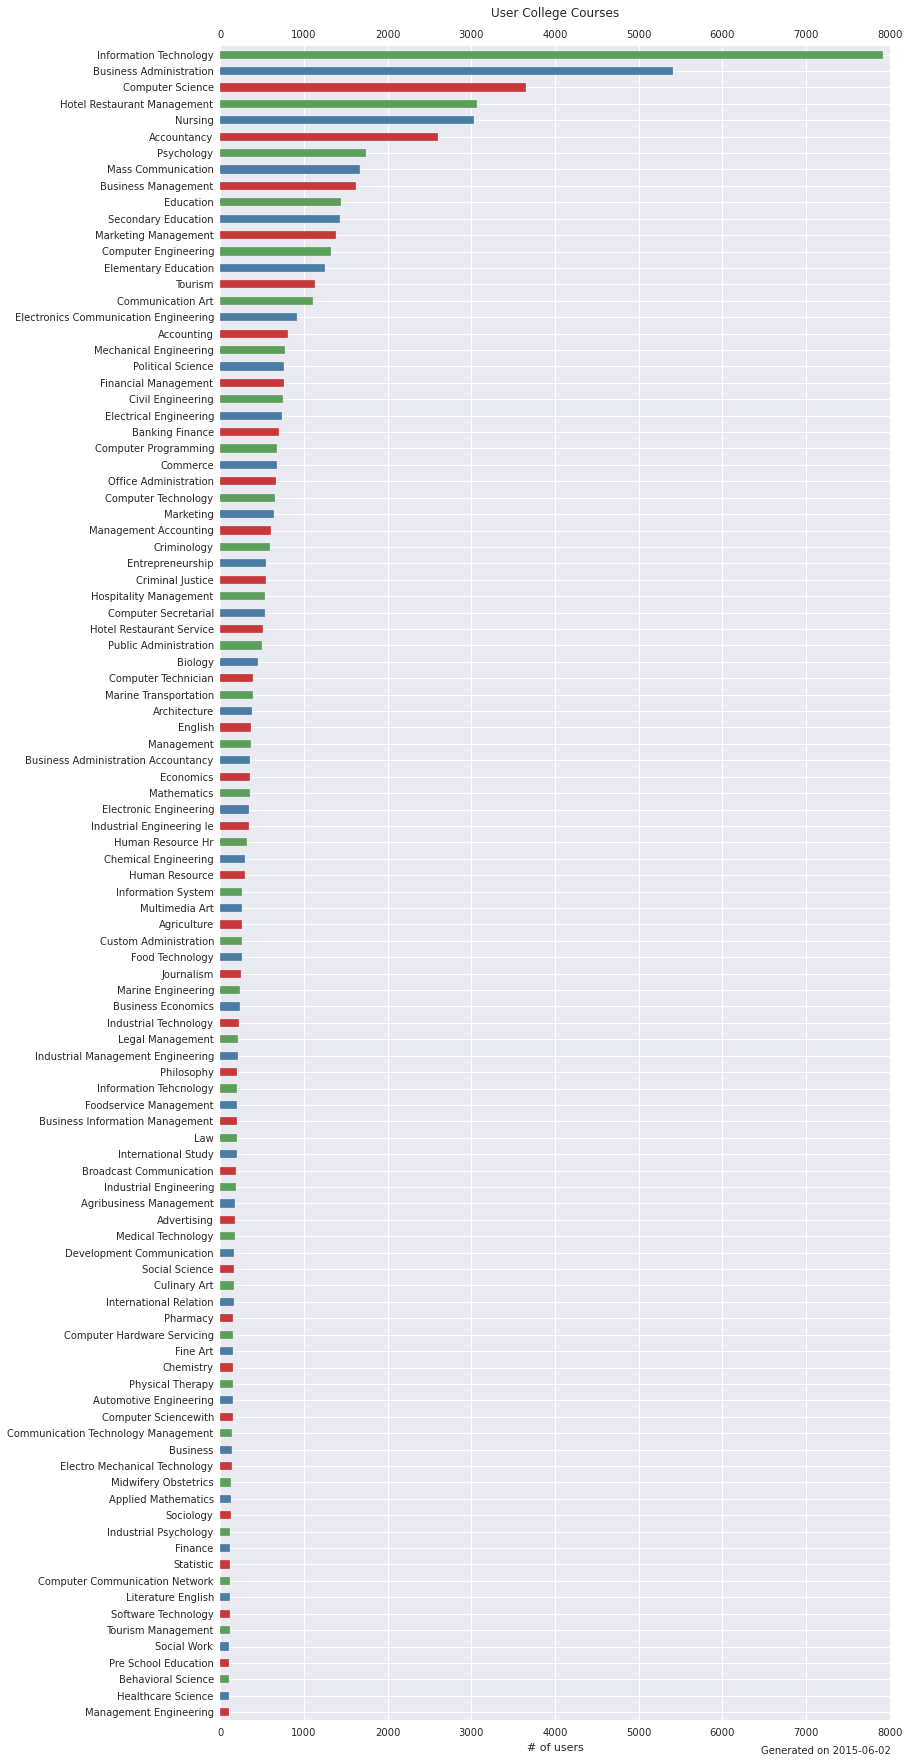 User College Courses
0 1000 2000 3000 4000 5000 6000 7000 8000
Information Technology
Business Administration
Computer Science
Hotel Restaurant Management
Nursing
Accountancy
Psychology
Mass Communication
Business Management
Education
Secondary Education
Marketing Management
Computer Engineering
Elementary Education
Tourism
Communication Art
Electronics Communication Engineering
Accounting
Mechanical Engineering
Political Science
Financial Management
Civil Engineering
Electrical Engineering
Banking Finance
Computer Programming
Commerce
Office Administration
Computer Technology
Marketing
Management Accounting
Criminology
Entrepreneurship
Criminal Justice
Hospitality Management
Computer Secretarial
Hotel Restaurant Service
Public Administration
Biology
Computer Technician
Marine Transportation
Architecture
English
Management
Business Administration Accountancy
Economics
Mathematics
Electronic Engineering
Industrial Engineering Ie
Human Resource Hr
Chemical Engineering
Human Resource
Information System
Multimedia Art
Agriculture
Custom Administration
Food Technology
Journalism
Marine Engineering
Business Economics
Industrial Technology
Legal Management
Industrial Management Engineering
Philosophy
Information Tehcnology
Foodservice Management
Business Information Management
Law
International Study
Broadcast Communication
Industrial Engineering
Agribusiness Management
Advertising
Medical Technology
Development Communication
Social Science
Culinary Art
International Relation
Pharmacy
Computer Hardware Servicing
Fine Art
Chemistry
Physical Therapy
Automotive Engineering
Computer Sciencewith
Communication Technology Management
Business
Electro Mechanical Technology
Midwifery Obstetrics
Applied Mathematics
Sociology
Industrial Psychology
Finance
Statistic
Computer Communication Network
Literature English
Software Technology
Tourism Management
Social Work
Pre School Education
Behavioral Science
Healthcare Science
Management Engineering
0 1000 2000 3000 4000 5000 6000 7000 8000
# of users
Generated on 2015-06-02